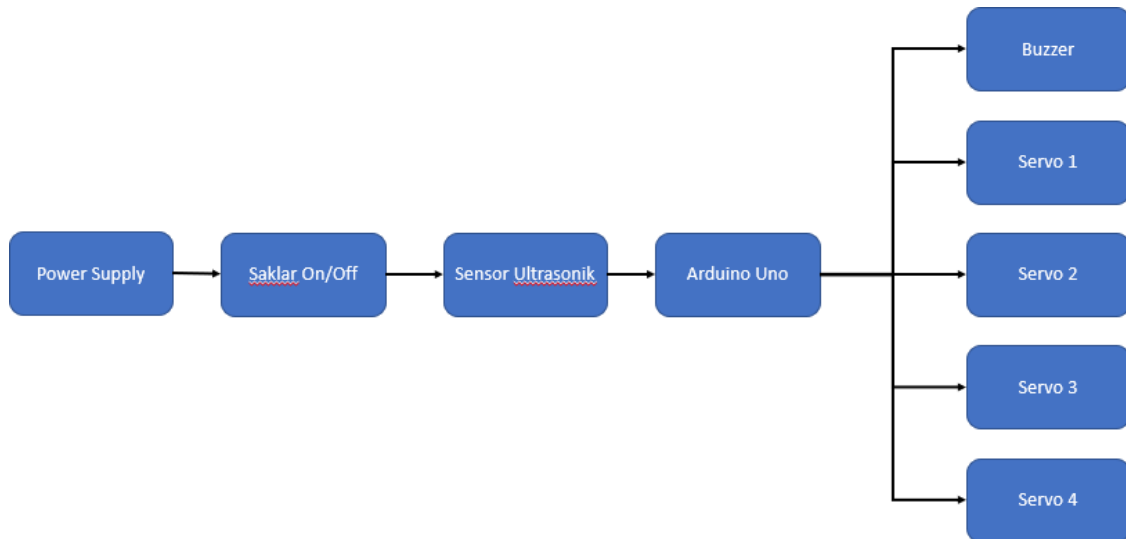 Buzzer
Servo 1
Power Supply
Saklar On/Off
Sensor Ultrasonik
Arduino Uno
Servo 2
Servo 3
Servo 4